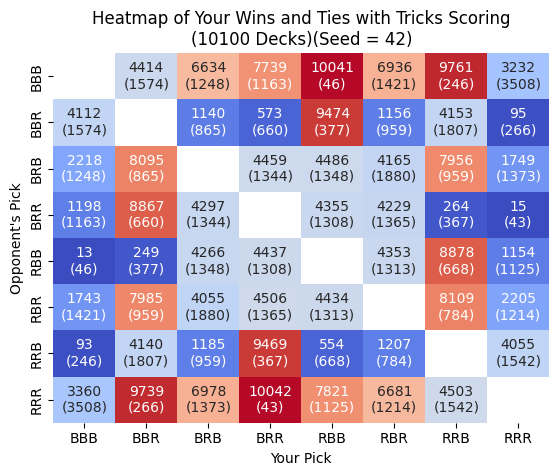 Heatmap of Your Wins and Ties with Tricks Scoring
(10100 Decks)(Seed = 42)
Opponent's Pick
BBB
4414 6634 7739 10041 6936 9761 3232
(1574) (1248) (1163) (46) (1421) (246) (3508)
BBR
4112 1140 573 9474 1156 4153 95
(1574) (865) (660) (377) (959) (1807) (266)
BRB
2218 8095 4459 4486 4165 7956 1749
(1248) (865) (1344) (1348) (1880) (959) (1373)
BRR
1198 8867 4297 4355 4229 264 15
(1163) (660) (1344) (1308) (1365) (367) (43)
RBB
13 249 4266 4437 4353 8878 1154
(46) (377) (1348) (1308) (1313) (668) (1125)
RBR
1743 7985 4055 4506 4434 8109 2205
(1421) (959) (1880) (1365) (1313) (784) (1214)
RRB
93 4140 1185 9469 554 1207 4055
(246) (1807) (959) (367) (668) (784) (1542)
RRR
3360 9739 6978 10042 7821 6681 4503
(3508) (266) (1373) (43) (1125) (1214) (1542)
BBB BBR BRB BRR RBB RBR RRB RRR
Your Pick